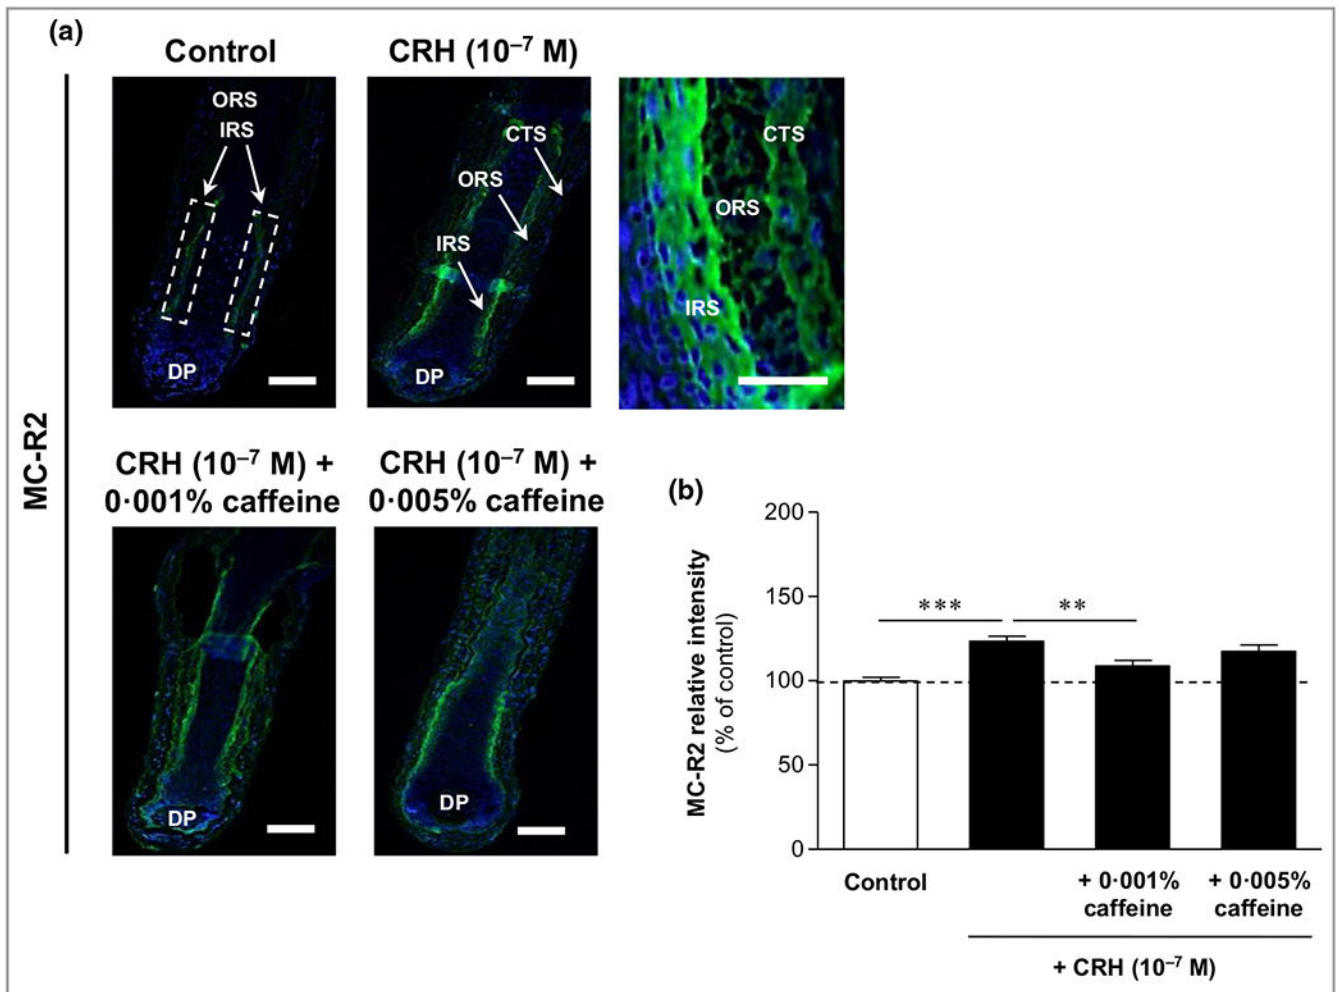 (a)
Control
CRH (10⁻⁷ M)
ORS
IRS
DP
CTS
ORS
IRS
DP
CTS
ORS
IRS
MC-R2
CRH (10⁻⁷ M) +
0·001% caffeine
CRH (10⁻⁷ M) +
0·005% caffeine
DP
DP
(b)
MC-R2 relative intensity
(% of control)
200
150
100
50
0
***
**
Control
+ 0·001%
caffeine
+ 0·005%
caffeine
+ CRH (10⁻⁷ M)